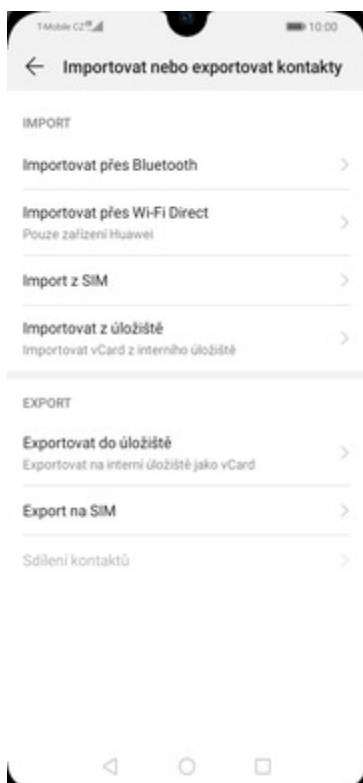 T-Mobile CZ 10:00
Importovat nebo exportovat kontakty
IMPORT
Importovat přes Bluetooth
Importovat přes Wi-Fi Direct
Pouze zařízení Huawei
Import z SIM
Importovat z úložiště
Importovat vCard z interního úložiště
EXPORT
Exportovat do úložiště
Exportovat na interní úložiště jako vCard
Export na SIM
Sdílení kontaktů